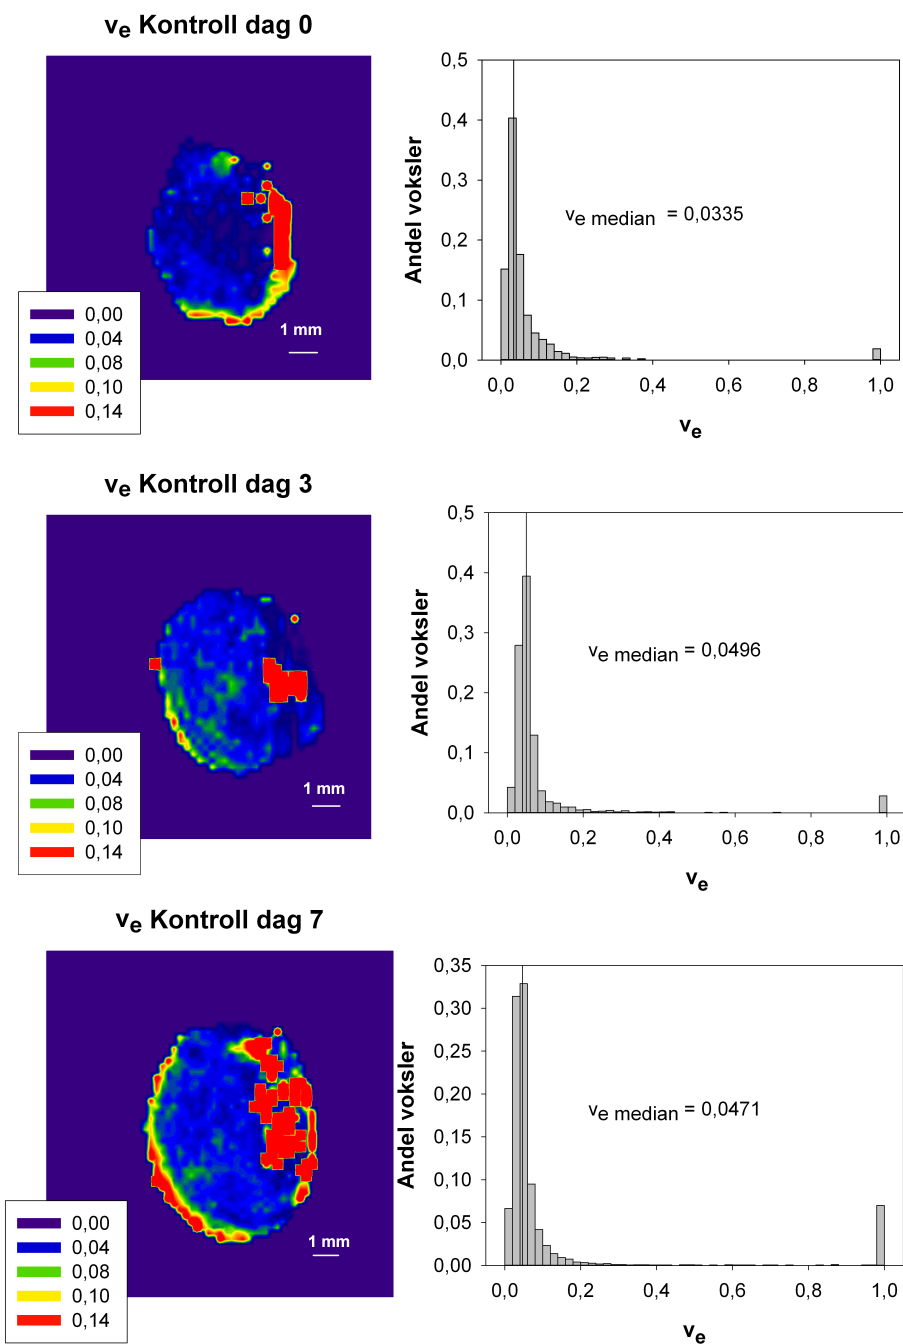 ve Kontroll dag 0
0,00
0,04
0,08
0,10
0,14
1 mm
Andel voksler
0,5
0,4
0,3
0,2
0,1
0,0
ve median = 0,0335
0,0 0,2 0,4 0,6 0,8 1,0
ve
ve Kontroll dag 3
0,00
0,04
0,08
0,10
0,14
1 mm
Andel voksler
0,5
0,4
0,3
0,2
0,1
0,0
ve median = 0,0496
0,0 0,2 0,4 0,6 0,8 1,0
ve
ve Kontroll dag 7
0,00
0,04
0,08
0,10
0,14
1 mm
Andel voksler
0,35
0,30
0,25
0,20
0,15
0,10
0,05
0,00
ve median = 0,0471
0,0 0,2 0,4 0,6 0,8 1,0
ve